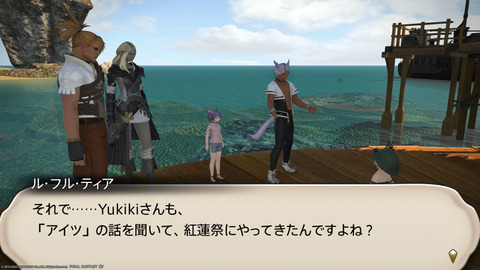 ル・フル・ティア
それで……Yukikiさんも、
「アイツ」の話を聞いて、紅蓮祭にやってきたんですよね？